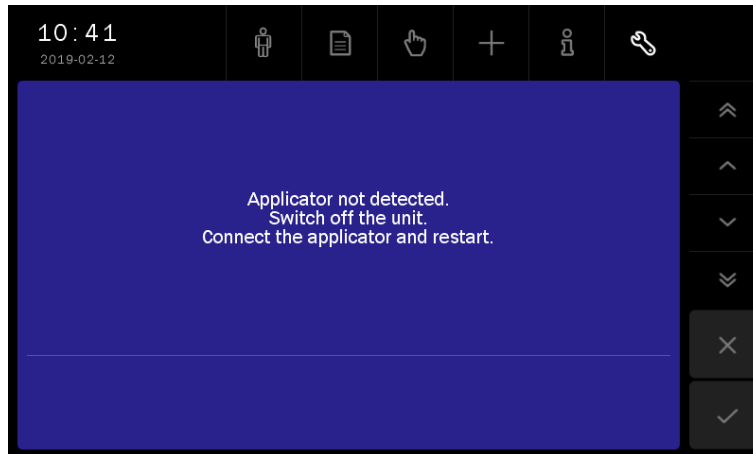 10:41
2019-02-12
Applicator not detected.
Switch off the unit.
Connect the applicator and restart.